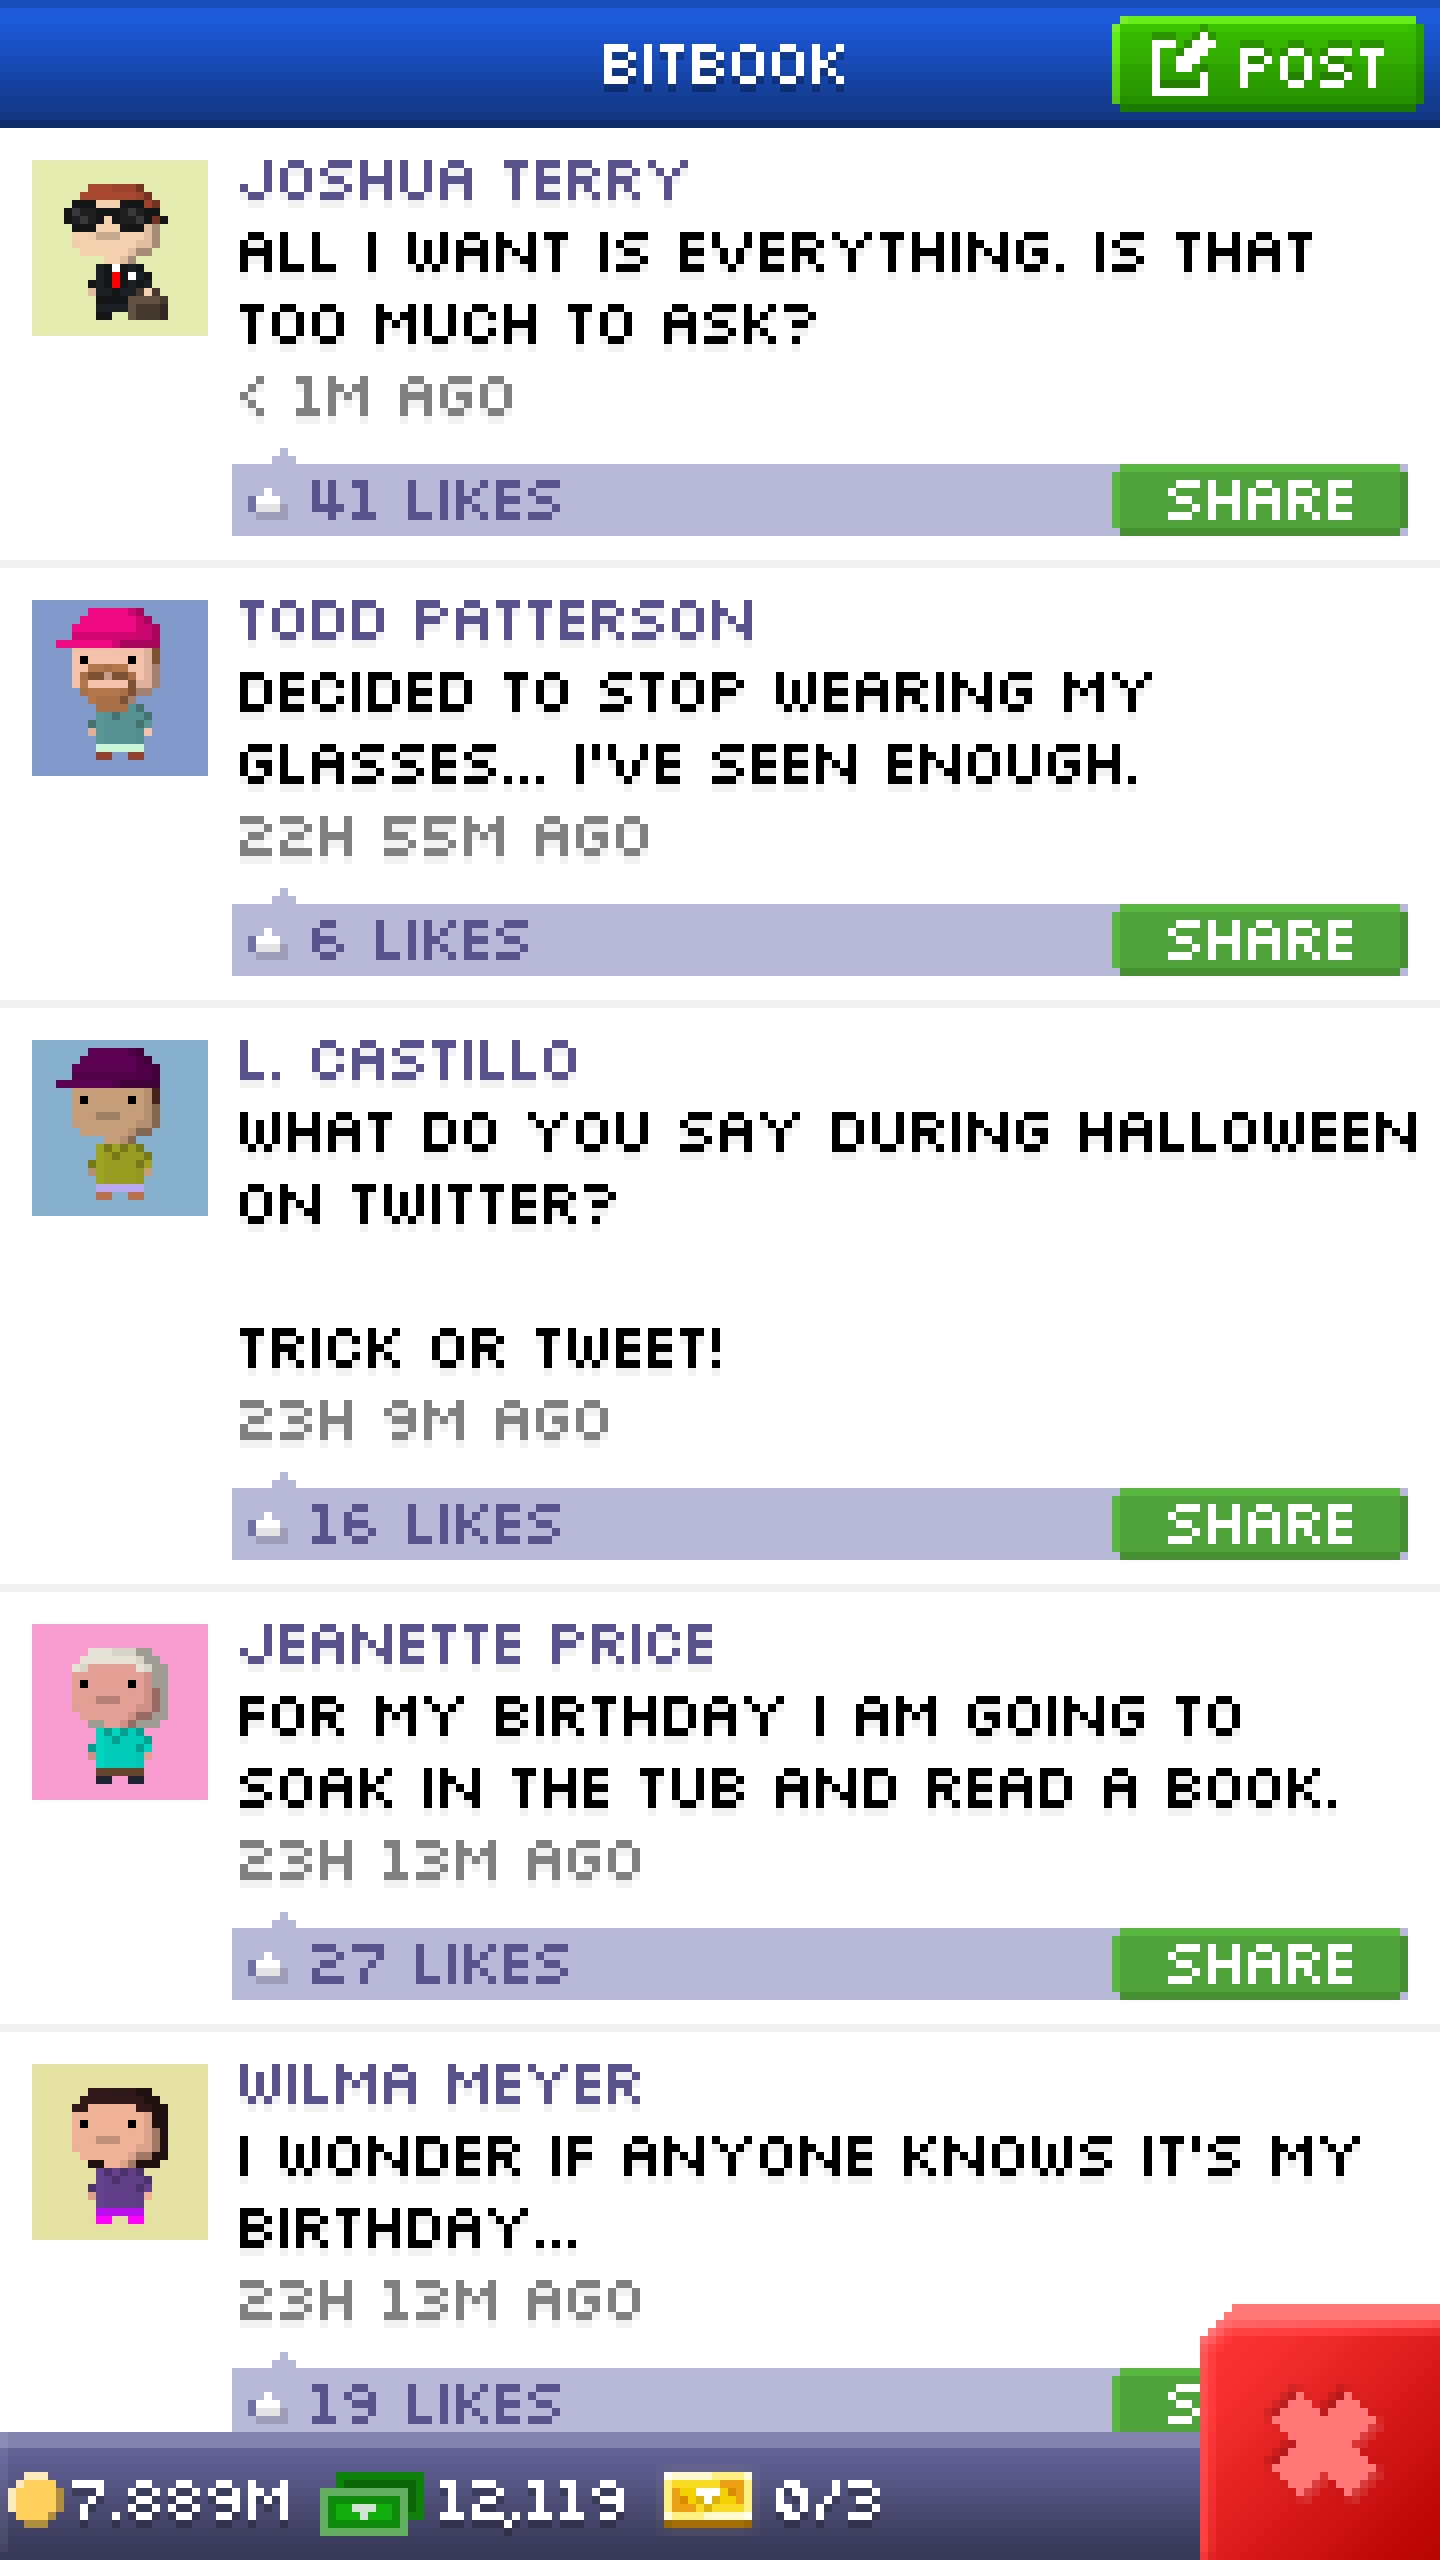 BITBOOK
POST
JOSHUA TERRY
ALL I WANT IS EVERYTHING. IS THAT
TOO MUCH TO ASK?
< 1M AGO
41 LIKES
SHARE
TODD PATTERSON
DECIDED TO STOP WEARING MY
GLASSES... I'VE SEEN ENOUGH.
22H 55M AGO
6 LIKES
SHARE
L. CASTILLO
WHAT DO YOU SAY DURING HALLOWEEN
ON TWITTER?
TRICK OR TWEET!
23H 9M AGO
16 LIKES
SHARE
JEANETTE PRICE
FOR MY BIRTHDAY I AM GOING TO
SOAK IN THE TUB AND READ A BOOK.
23H 13M AGO
27 LIKES
SHARE
WILMA MEYER
I WONDER IF ANYONE KNOWS IT'S MY
BIRTHDAY...
23H 13M AGO
19 LIKES
7.889M 12,119 0/3